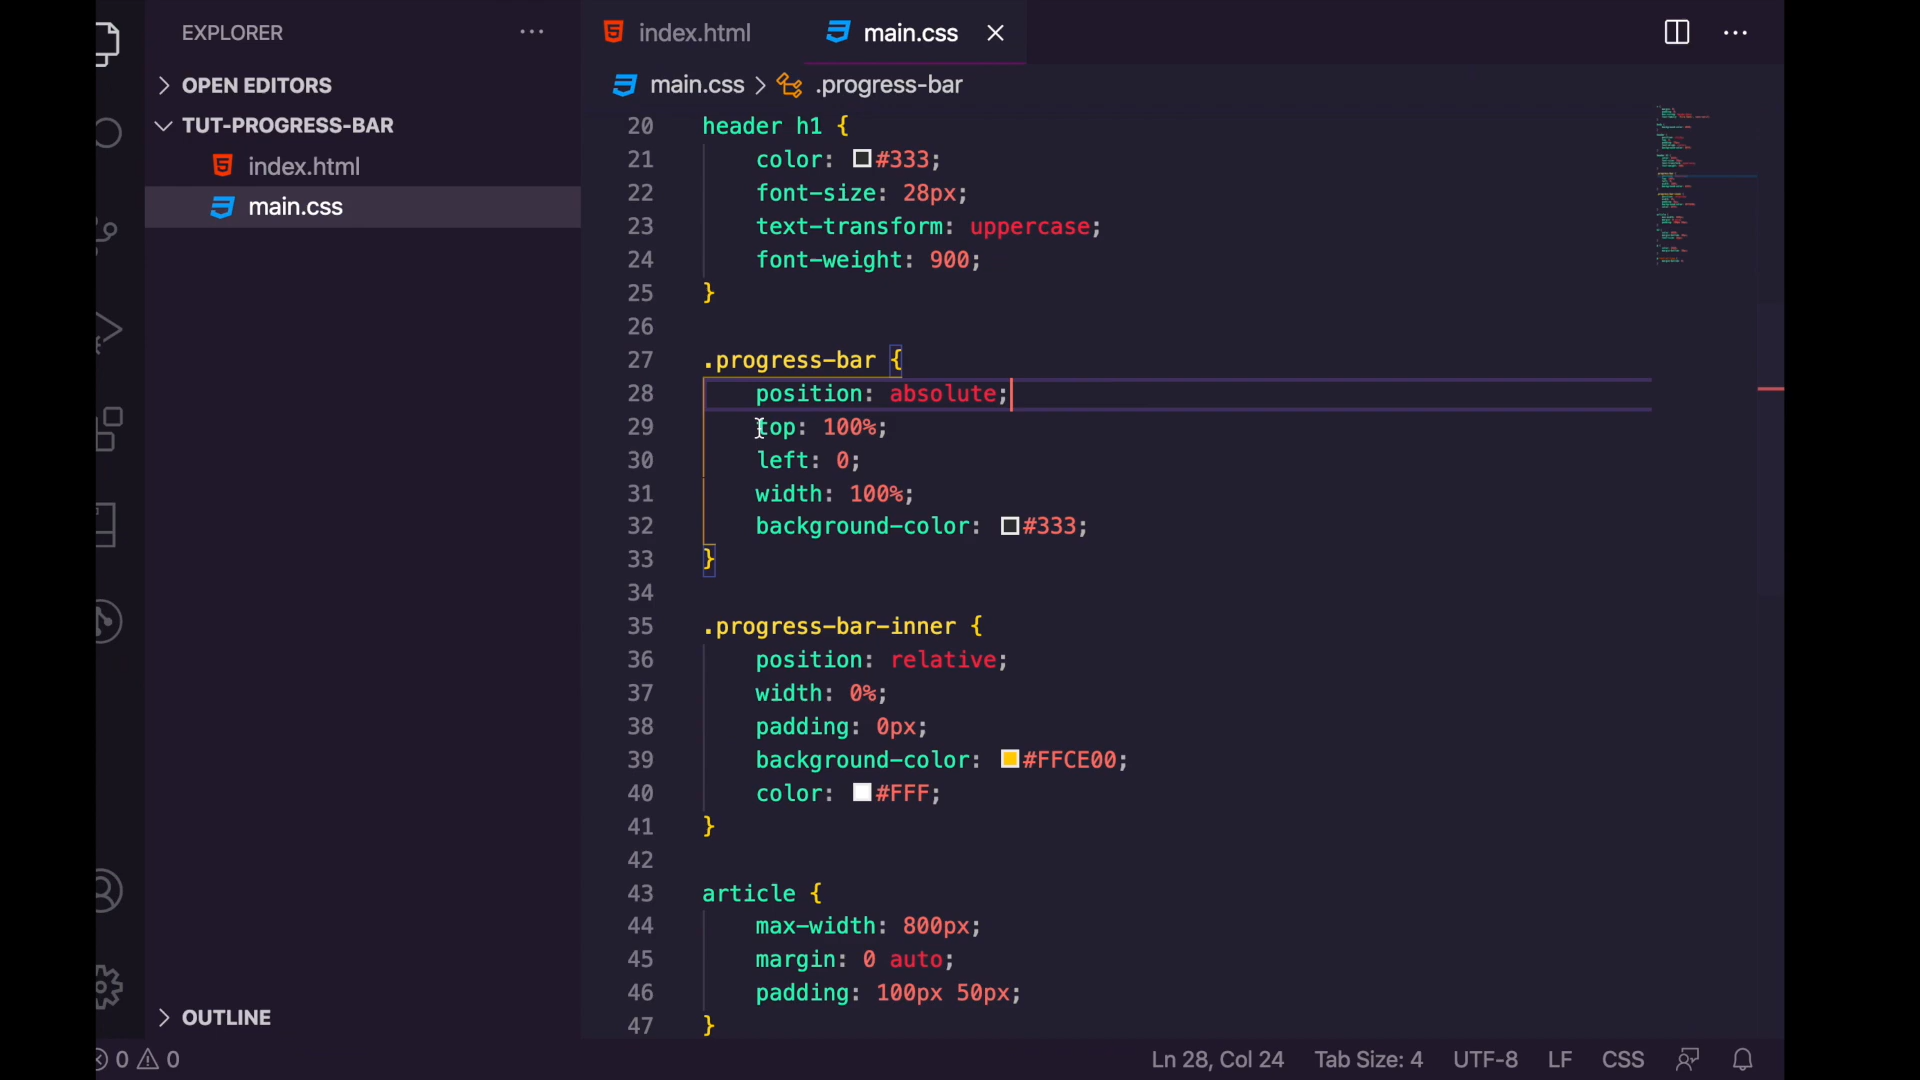 EXPLORER
index.html
main.css
OPEN EDITORS
TUT-PROGRESS-BAR
index.html
main.css
main.css > .progress-bar
20 header h1 {
21 color: #333;
22 font-size: 28px;
23 text-transform: uppercase;
24 font-weight: 900;
25 }
26
27 .progress-bar {
28 position: absolute;
29 top: 100%;
30 left: 0;
31 width: 100%;
32 background-color: #333;
33 }
34
35 .progress-bar-inner {
36 position: relative;
37 width: 0%;
38 padding: 0px;
39 background-color: #FFCE00;
40 color: #FFF;
41 }
42
43 article {
44 max-width: 800px;
45 margin: 0 auto;
46 padding: 100px 50px;
47 }
OUTLINE
0 0
Ln 28, Col 24 Tab Size: 4 UTF-8 LF CSS